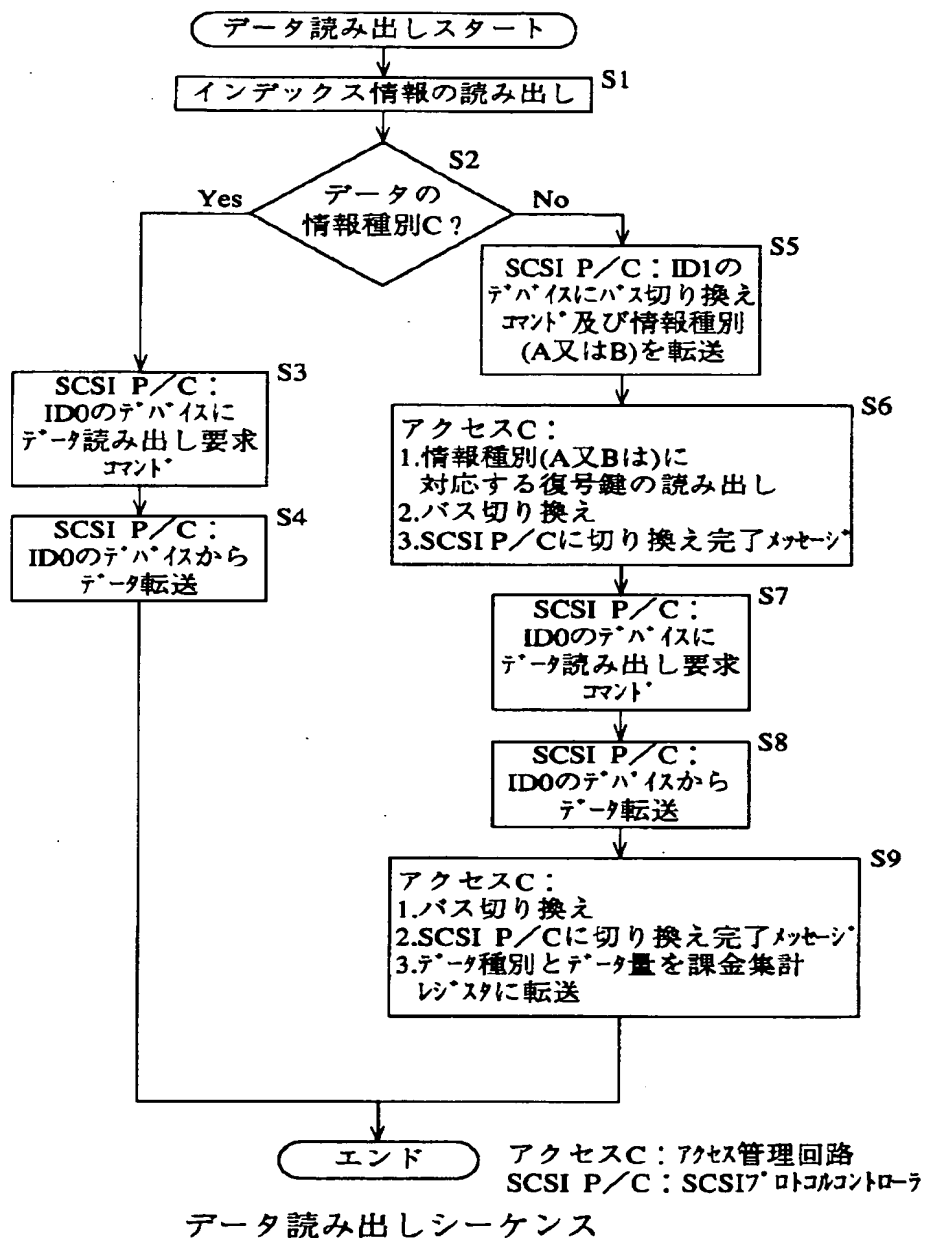 データ読み出しスタート
S1
インデックス情報の読み出し
S2
データの
情報種別C?
Yes
No
S3
SCSI P/C:
ID0のデバイスに
データ読み出し要求
コマンド
S4
SCSI P/C:
ID0のデバイスから
データ転送
S5
SCSI P/C:ID1の
デバイスにバス切り換え
コマンド及び情報種別
(A又はB)を転送
S6
アクセスC:
1.情報種別(A又Bは)に
対応する復号鍵の読み出し
2.バス切り換え
3.SCSI P/Cに切り換え完了メッセージ
S7
SCSI P/C:
ID0のデバイスに
データ読み出し要求
コマンド
S8
SCSI P/C:
ID0のデバイスから
データ転送
S9
アクセスC:
1.バス切り換え
2.SCSI P/Cに切り換え完了メッセージ
3.データ種別とデータ量を課金集計
レジスタに転送
エンド
アクセスC:アクセス管理回路
SCSI P/C:SCSIプロトコルコントローラ
データ読み出しシーケンス